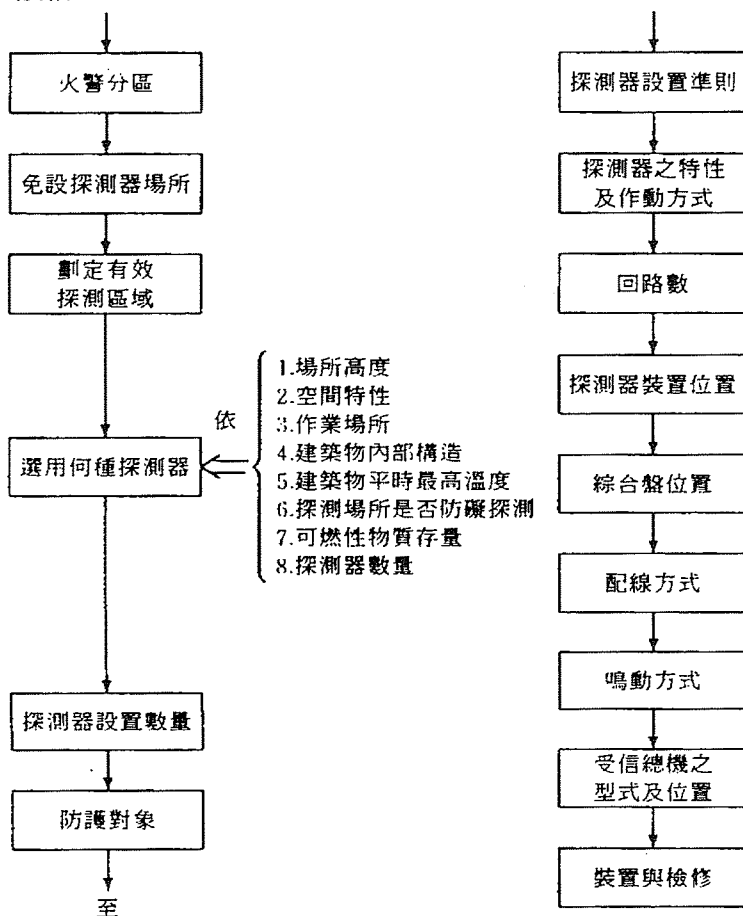 火警分區
免設探測器場所
劃定有效
探測區域
依
1.場所高度
2.空間特性
3.作業場所
4.建築物內部構造
5.建築物平時最高溫度
6.探測場所是否防礙探測
7.可燃性物質存量
8.探測器數量
選用何種探測器
探測器設置數量
防護對象
至
探測器設置準則
探測器之特性
及作動方式
回路數
探測器裝置位置
綜合盤位置
配線方式
鳴動方式
受信總機之
型式及位置
裝置與檢修